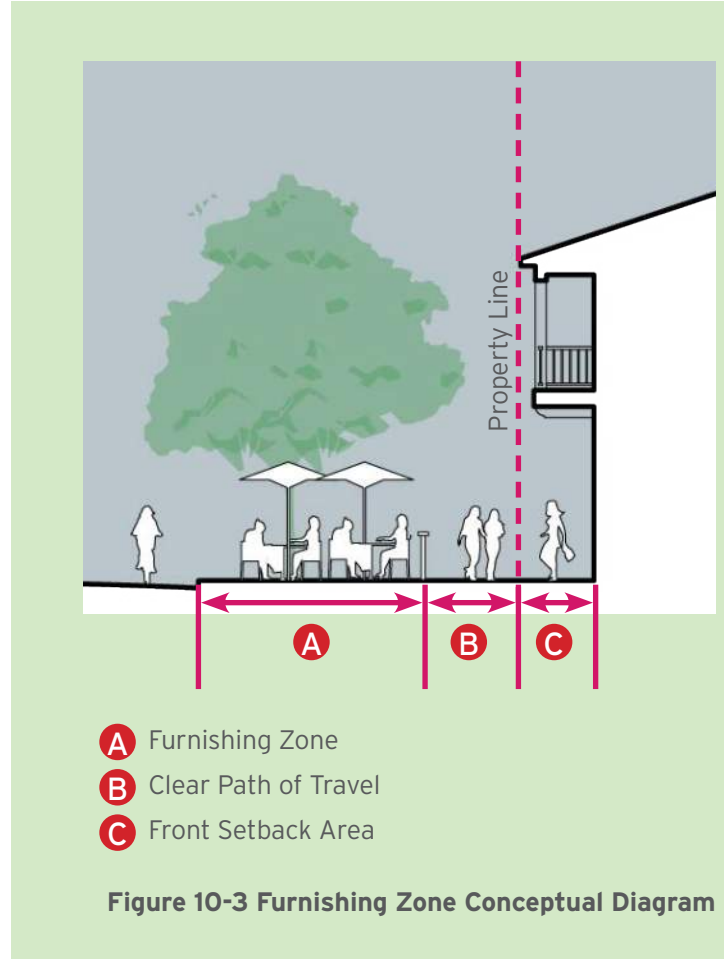 Property Line
A
B
C
A Furnishing Zone
B Clear Path of Travel
C Front Setback Area
Figure 10-3 Furnishing Zone Conceptual Diagram